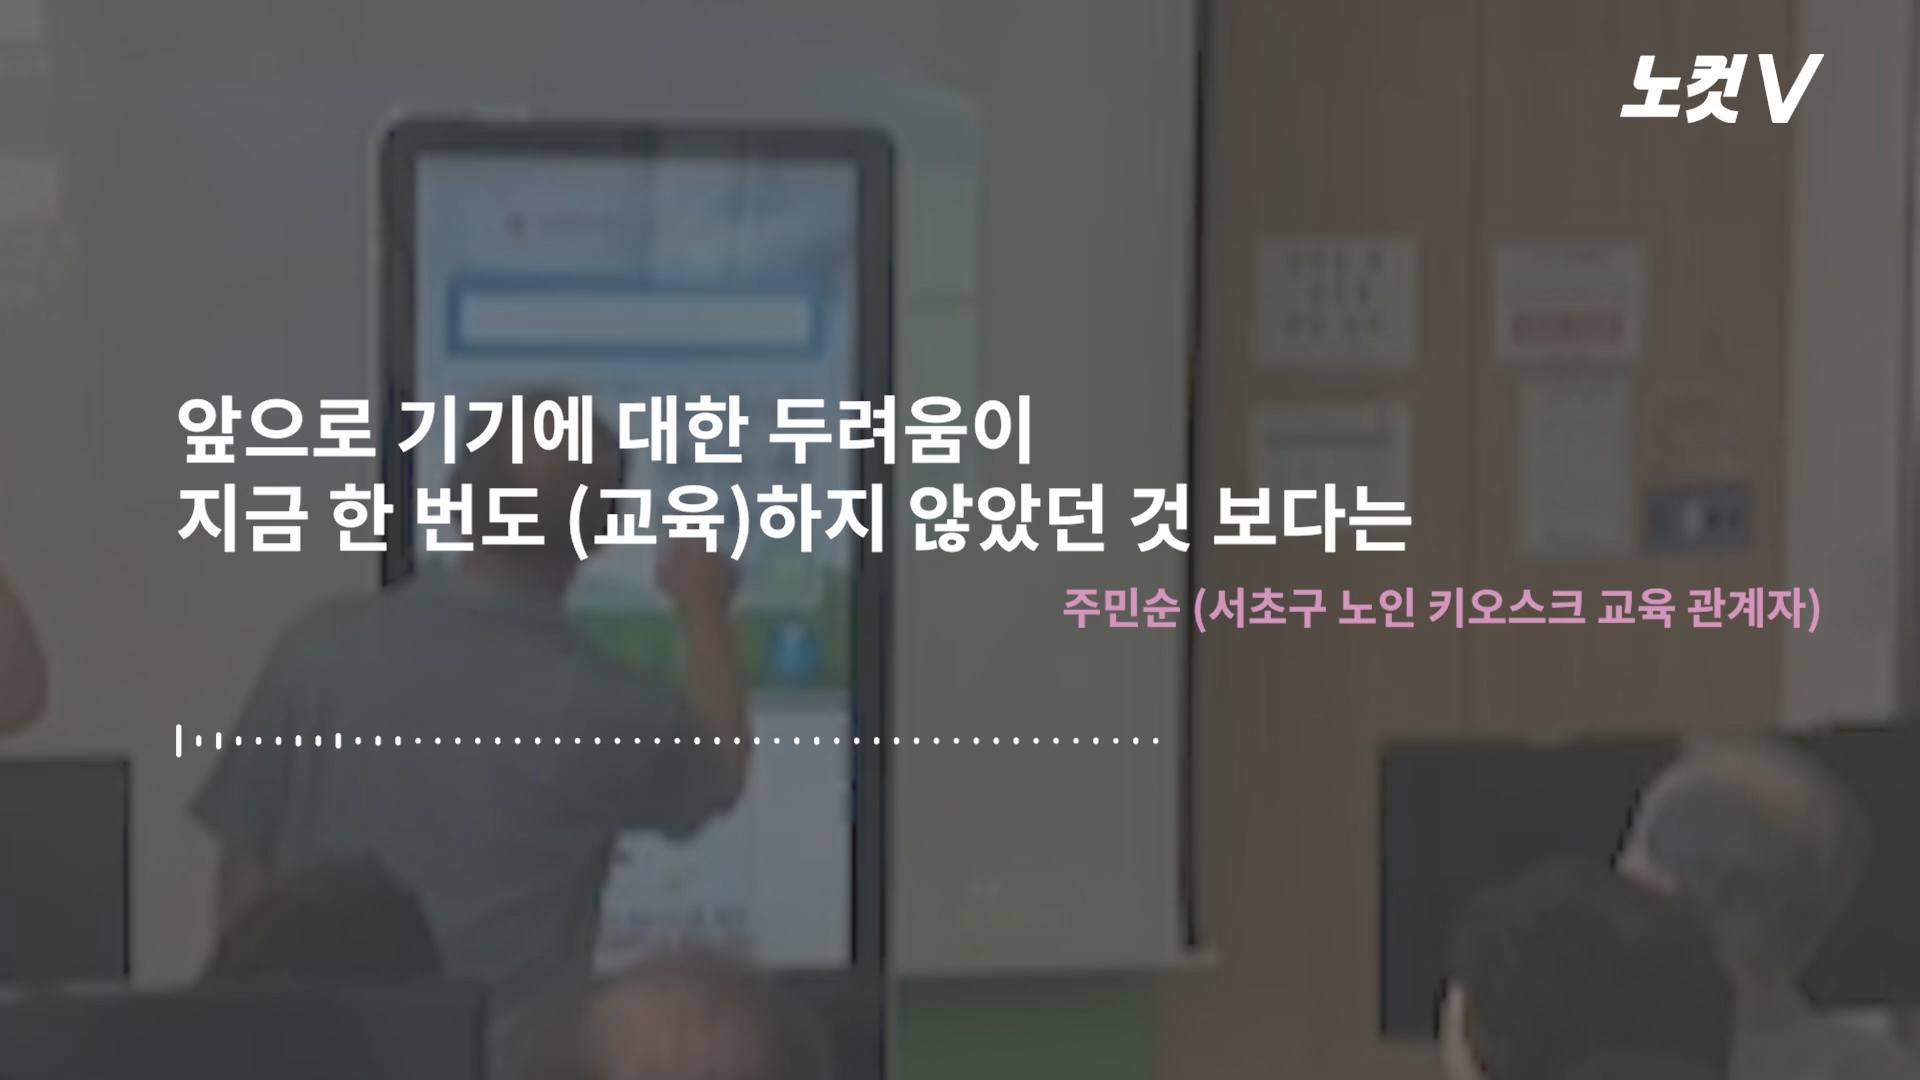 노컷V
앞으로 기기에 대한 두려움이
지금 한 번도 (교육)하지 않았던 것 보다는
주민순 (서초구 노인 키오스크 교육 관계자)